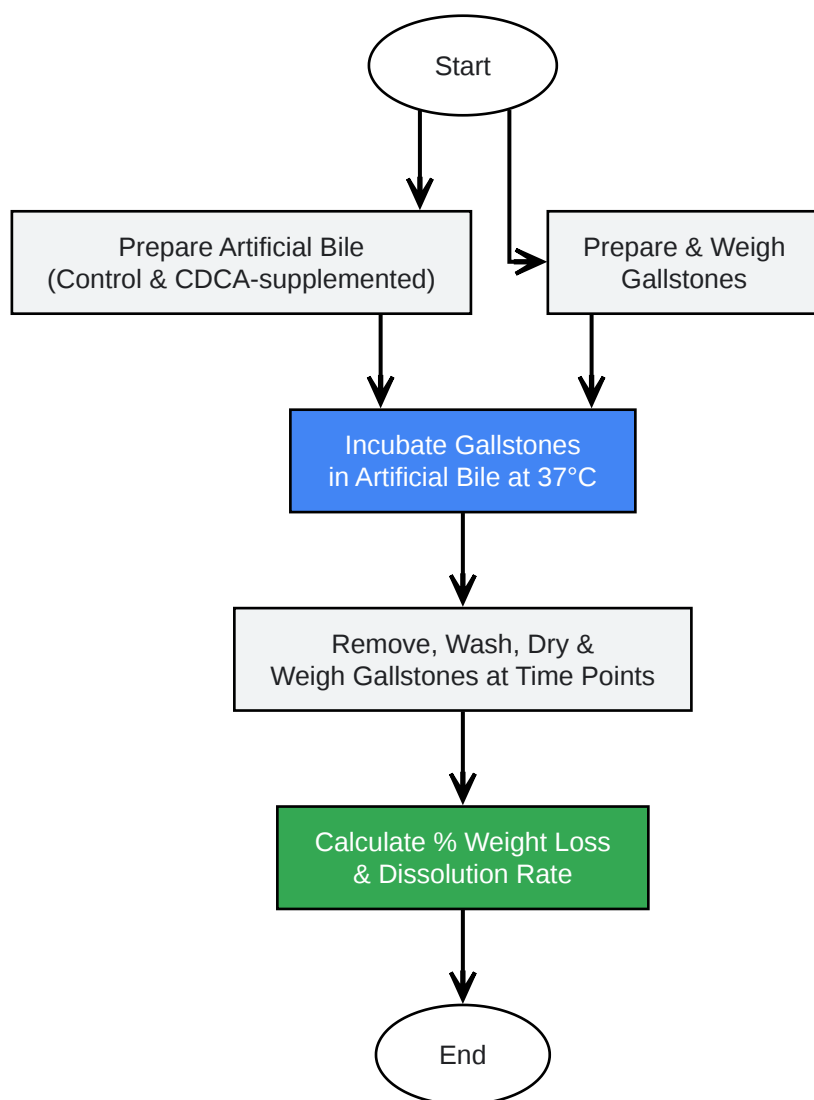 Start
Prepare Artificial Bile
(Control & CDCA-supplemented)
Prepare & Weigh
Gallstones
Incubate Gallstones
in Artificial Bile at 37°C
Remove, Wash, Dry &
Weigh Gallstones at Time Points
Calculate % Weight Loss
& Dissolution Rate
End